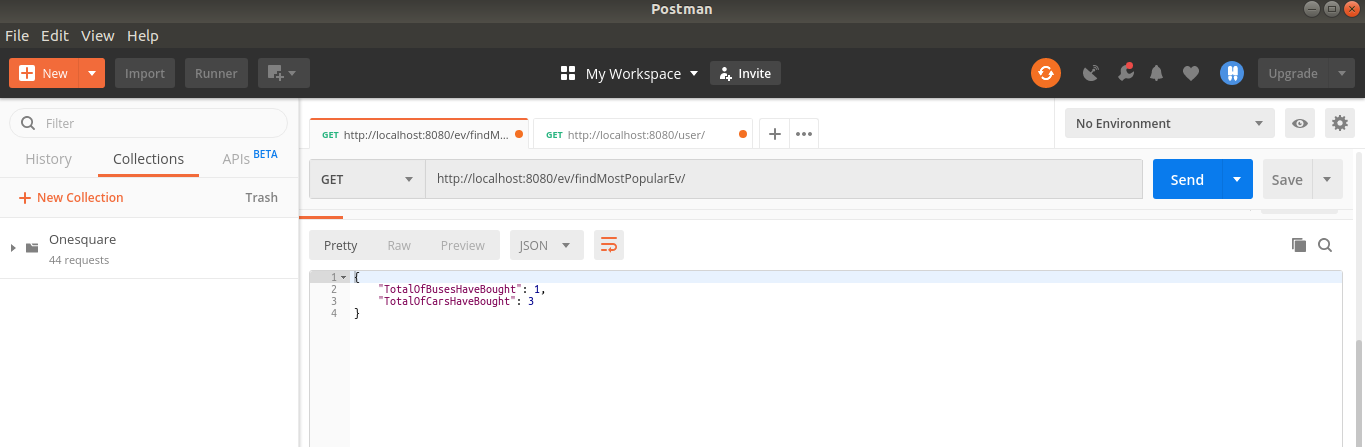 Postman
File Edit View Help
New Import Runner My Workspace Invite Upgrade
Filter
History Collections APIs BETA
New Collection Trash
Onesquare
44 requests
GET http://localhost:8080/ev/findM... GET http://localhost:8080/user/ No Environment
GET http://localhost:8080/ev/findMostPopularEv/ Send Save
Pretty Raw Preview JSON
1 {
2 "TotalOfBusesHaveBought": 1,
3 "TotalOfCarsHaveBought": 3
4 }